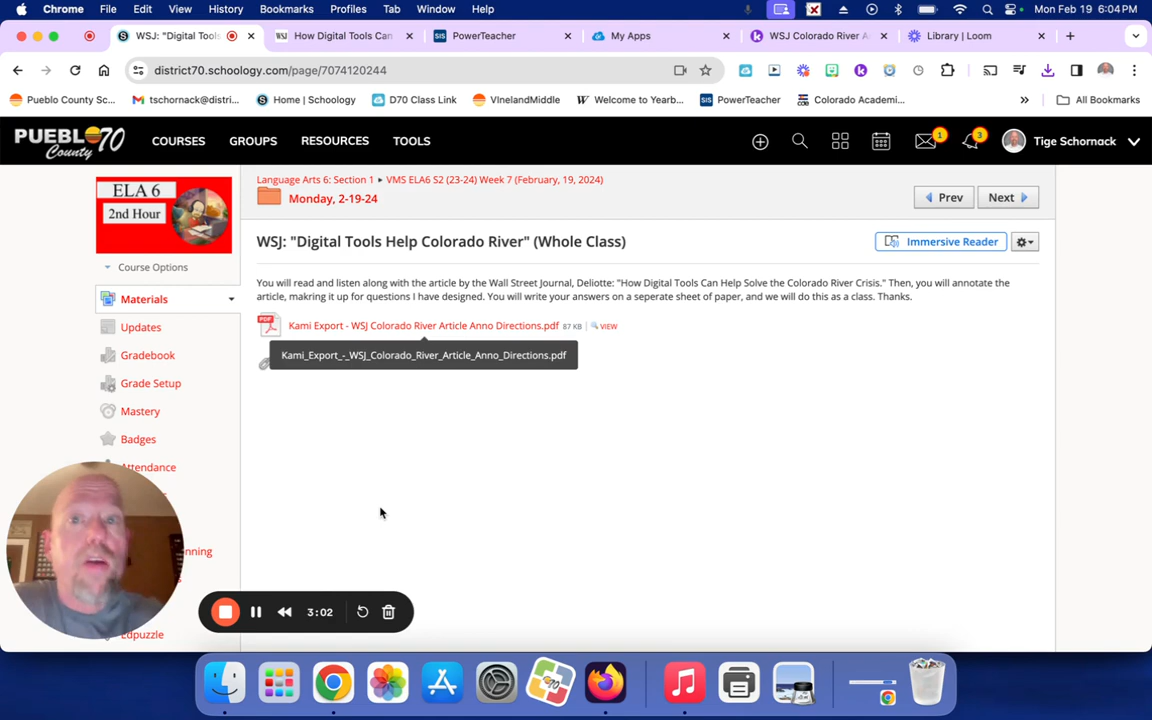 Chrome File Edit View History Bookmarks Profiles Tab Window Help Mon Feb 19 6:04 PM
WSJ: "Digital Tools How Digital Tools Can PowerTeacher My Apps WSJ Colorado River A Library | Loom
district70.schoology.com/page/7074120244
Pueblo County Sc... tschornack@distri... Home | Schoology D70 Class Link VinelandMiddle Welcome to Yearb... SIS PowerTeacher Colorado Academi... » All Bookmarks
PUEBLO 70 County COURSES GROUPS RESOURCES TOOLS 1 3 Tige Schornack
ELA 6
2nd Hour
Course Options
Materials
Updates
Gradebook
Grade Setup
Mastery
Badges
Attendance
nning
Edpuzzle
Language Arts 6: Section 1 ▸ VMS ELA6 S2 (23-24) Week 7 (February, 19, 2024)
Monday, 2-19-24
Prev Next
WSJ: "Digital Tools Help Colorado River" (Whole Class)
Immersive Reader
You will read and listen along with the article by the Wall Street Journal, Deliotte: "How Digital Tools Can Help Solve the Colorado River Crisis." Then, you will annotate the
article, making it up for questions I have designed. You will write your answers on a seperate sheet of paper, and we will do this as a class. Thanks.
PDF Kami Export - WSJ Colorado River Article Anno Directions.pdf 87 KB VIEW
Kami_Export_-_WSJ_Colorado_River_Article_Anno_Directions.pdf
3:02
70